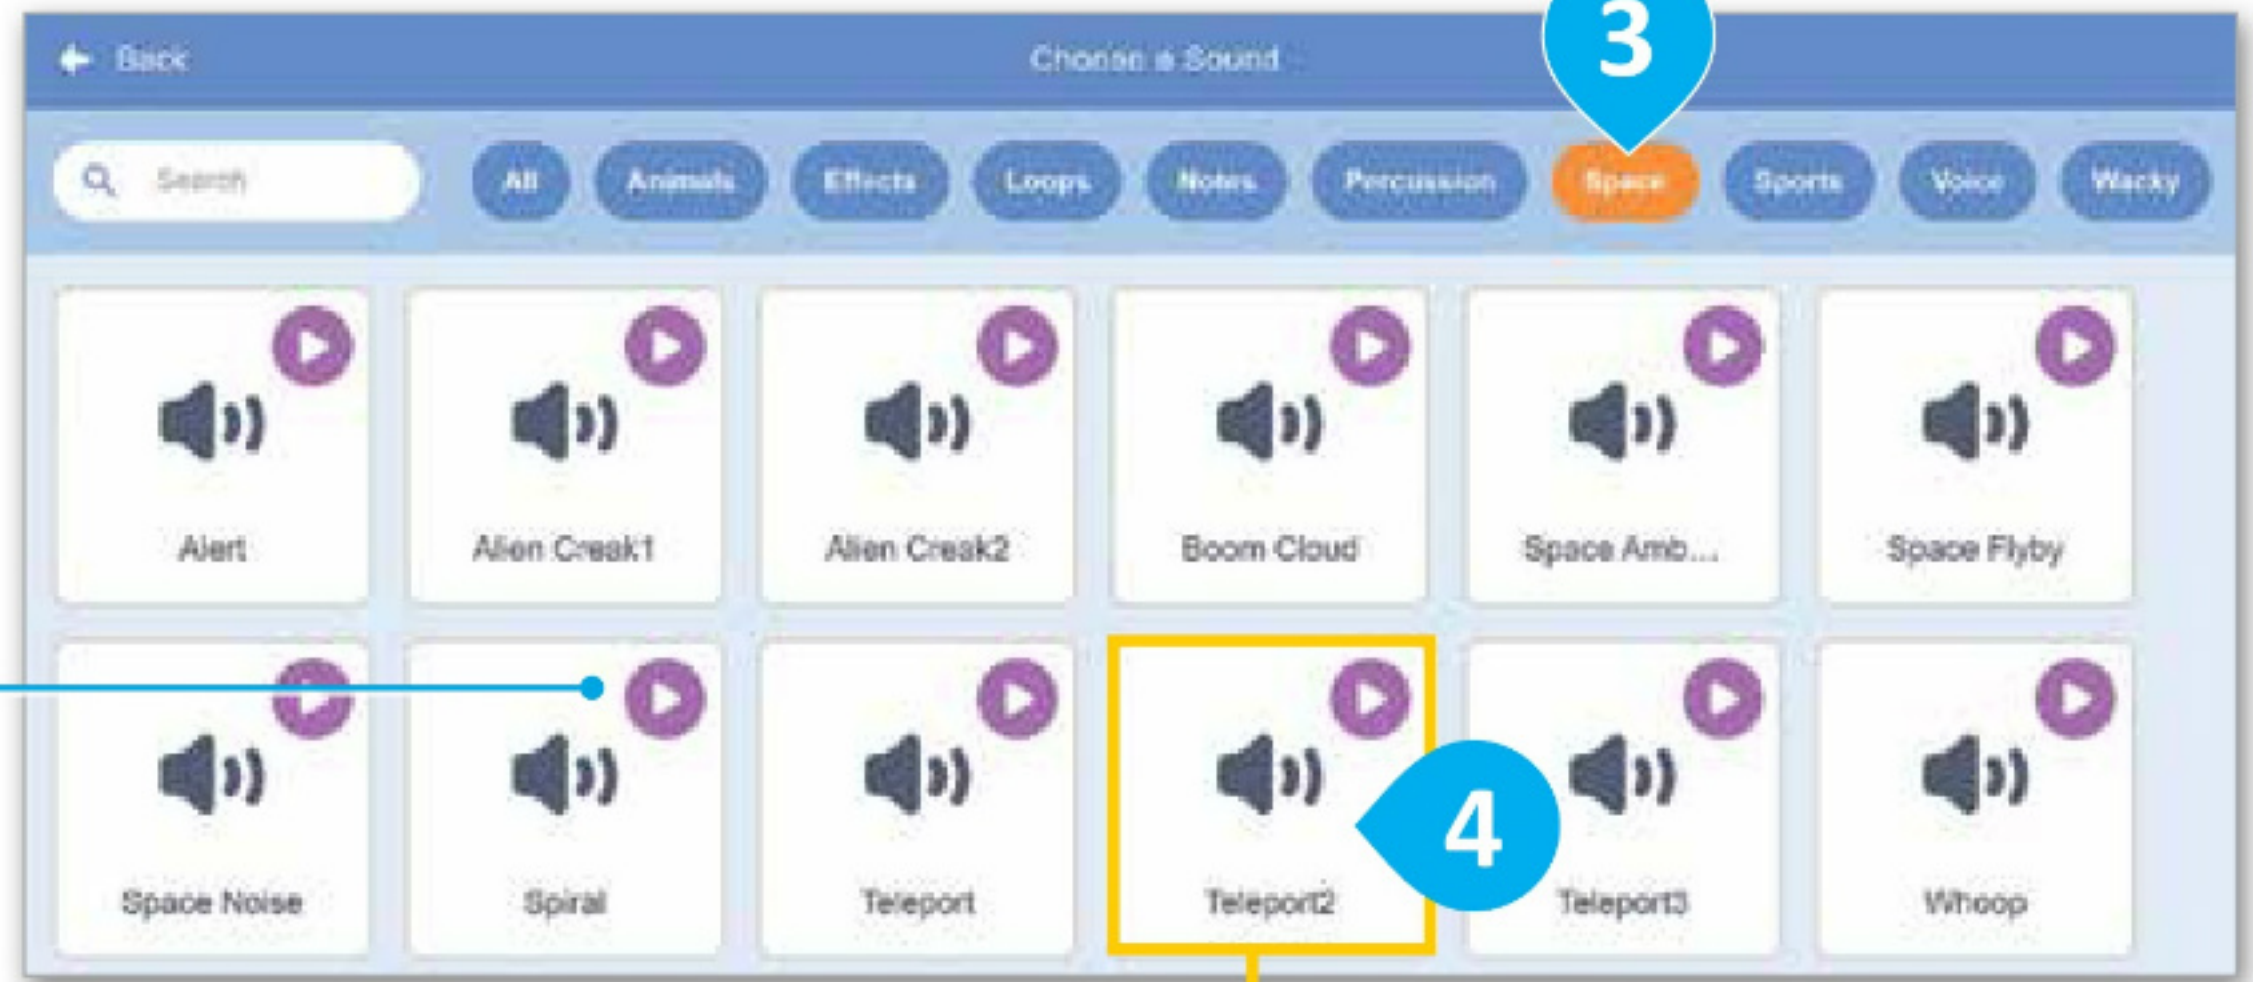 3
Back
Choose a Sound
Search
All Animals Effects Loops Notes Percussion Space Sports Voice Wacky
Alert Alien Creak1 Alien Creak2 Boom Cloud Space Amb... Space Flyby
4
Space Noise Spiral Teleport Teleport2 Teleport3 Whoop